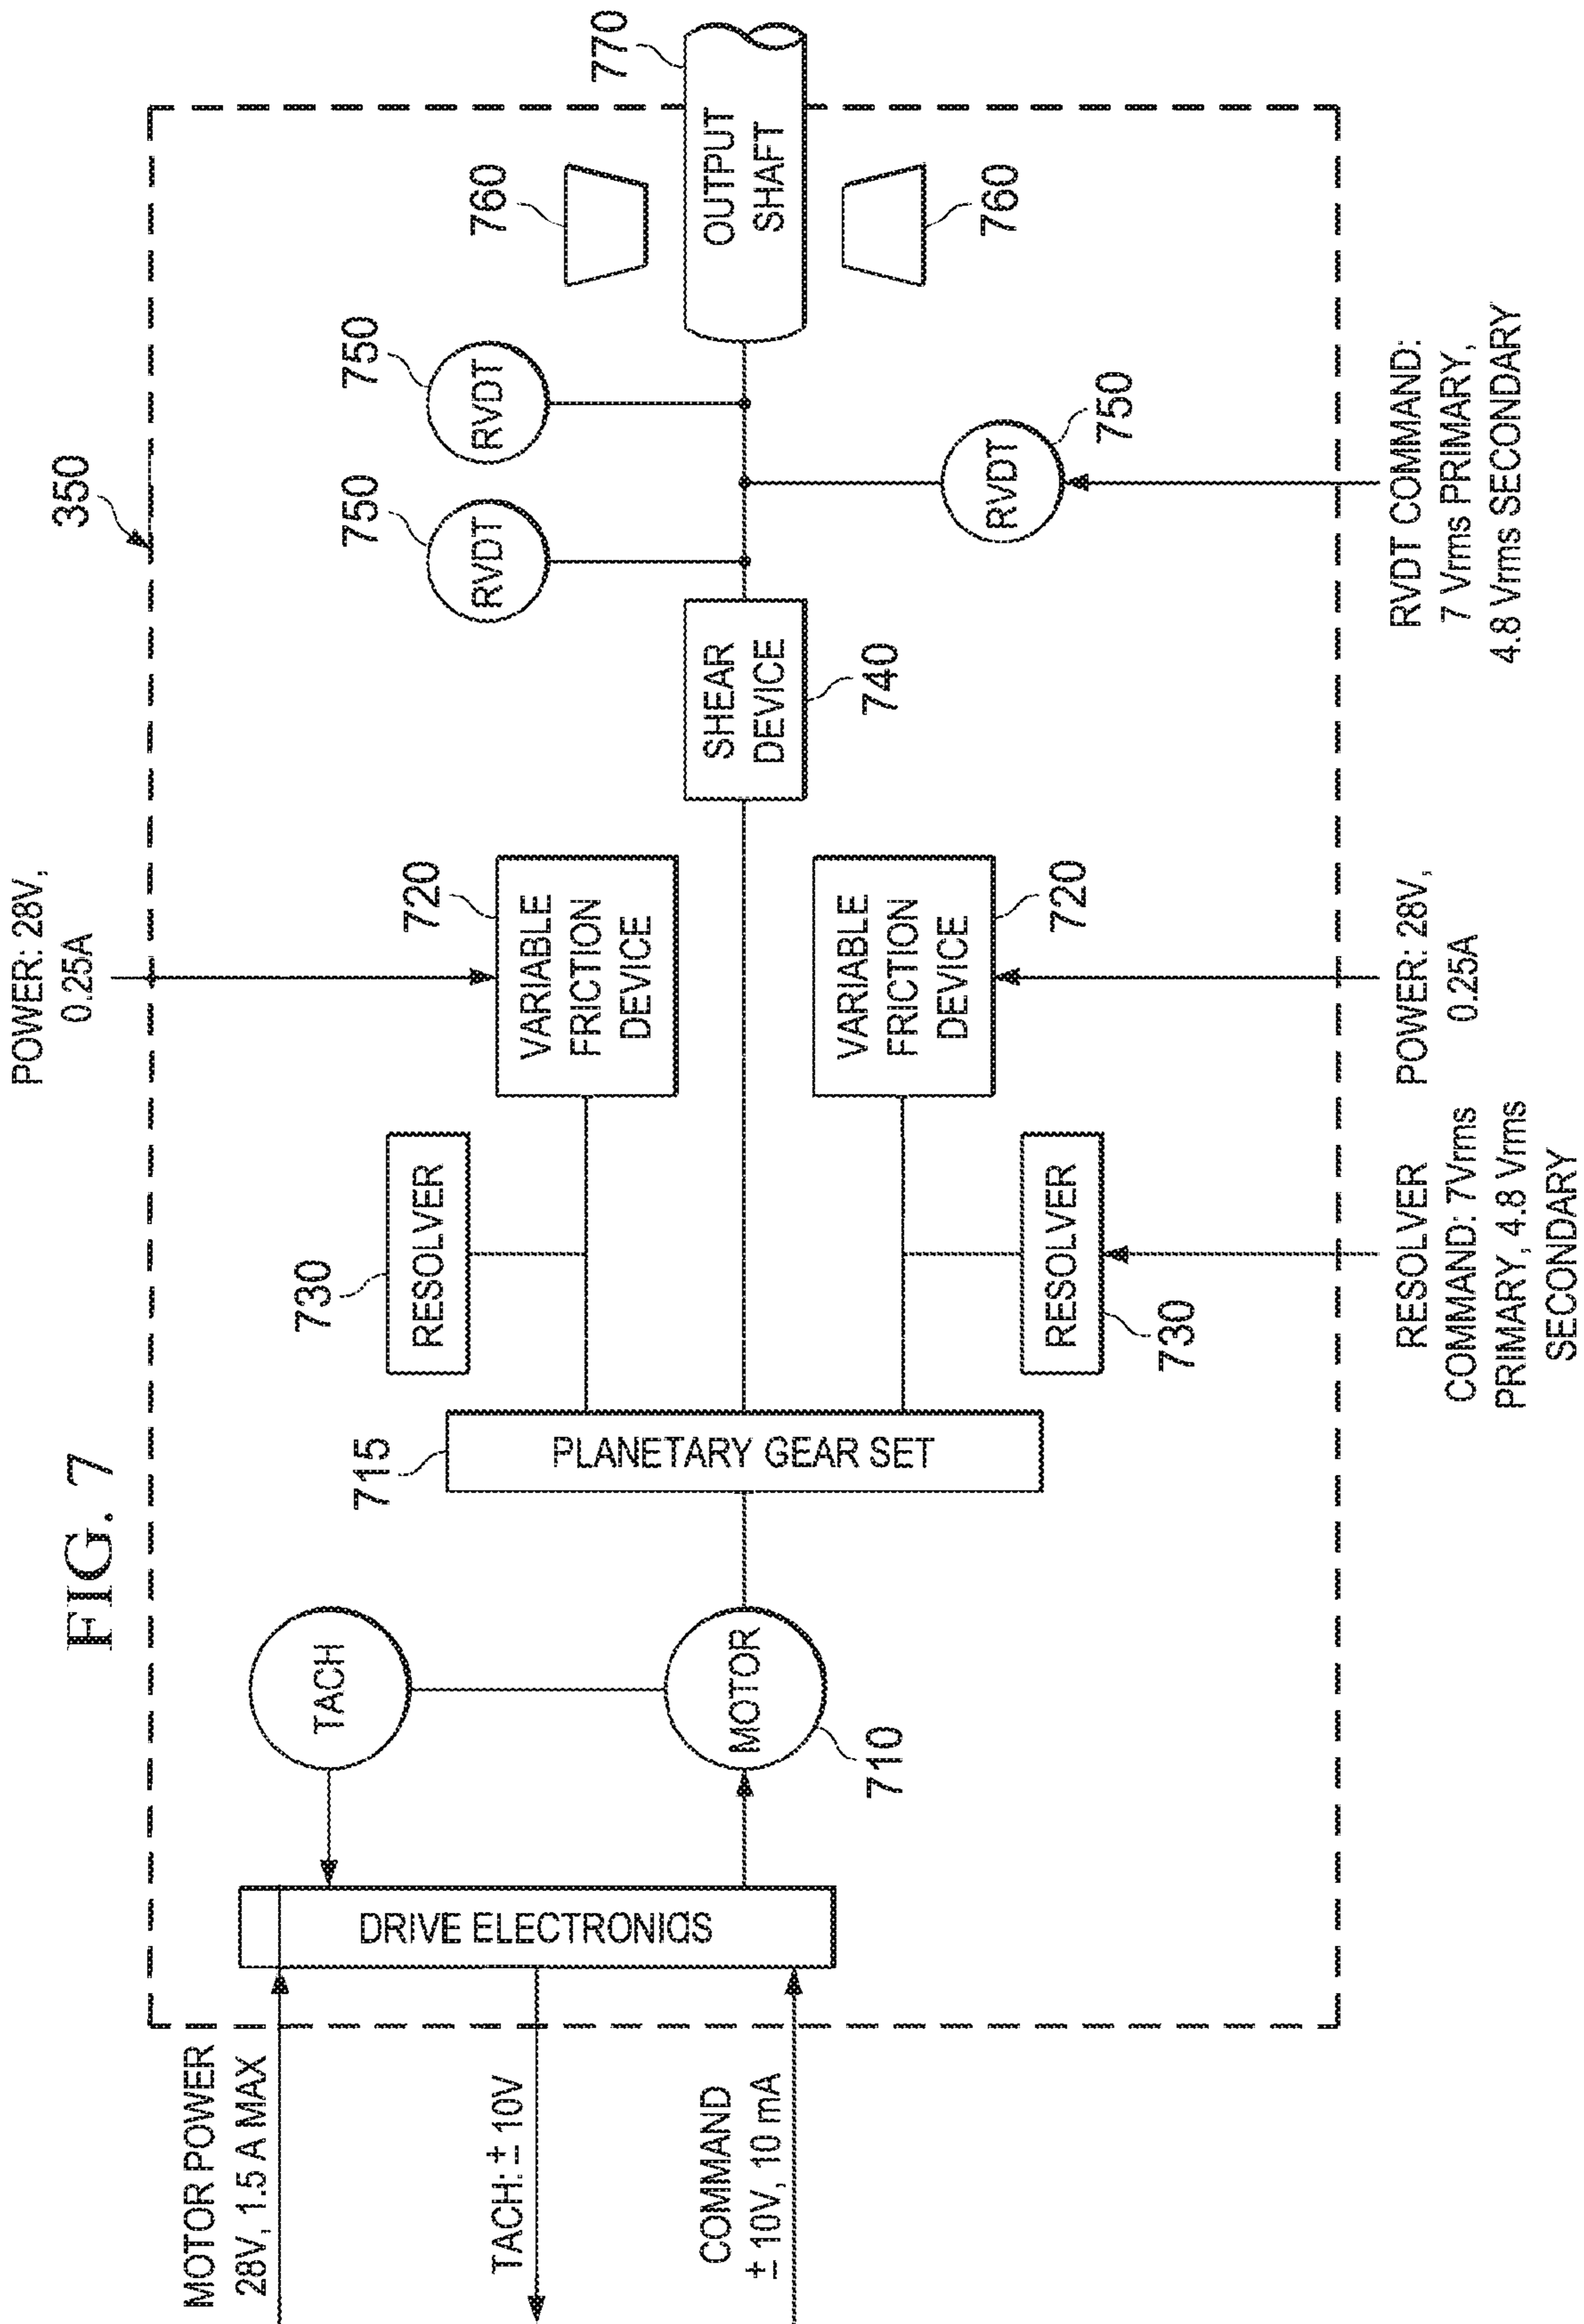 FIG. 7
350
MOTOR POWER
28V, 1.5 A MAX
TACH: ± 10V
COMMAND
± 10V, 10 mA
DRIVE ELECTRONICS
TACH
MOTOR
710
715
PLANETARY GEAR SET
730
RESOLVER
RESOLVER
730
POWER: 28V,
0.25A
720
VARIABLE
FRICTION
DEVICE
VARIABLE
FRICTION
DEVICE
720
RESOLVER
COMMAND: 7Vrms
PRIMARY, 4.8 Vrms
SECONDARY
POWER: 28V,
0.25A
SHEAR
DEVICE
740
750
RVDT
750
RVDT
RVDT
750
RVDT COMMAND:
7 Vrms PRIMARY,
4.8 Vrms SECONDARY
760
OUTPUT
SHAFT
760
770